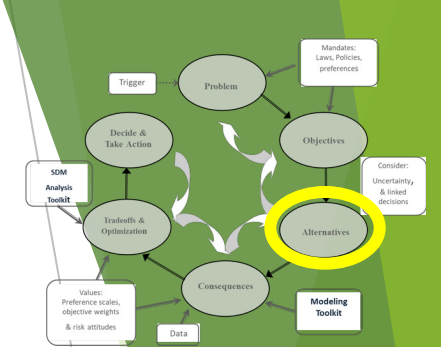 Mandates:
Laws, Policies,
preferences
Trigger
Problem
Decide &
Take Action
Objectives
Consider:
Uncertainty,
& linked
decisions
SDM
Analysis
Toolkit
Tradeoffs &
Optimization
Alternatives
Consequences
Values:
Preference scales,
objective weights
& risk attitudes
Modeling
Toolkit
Data